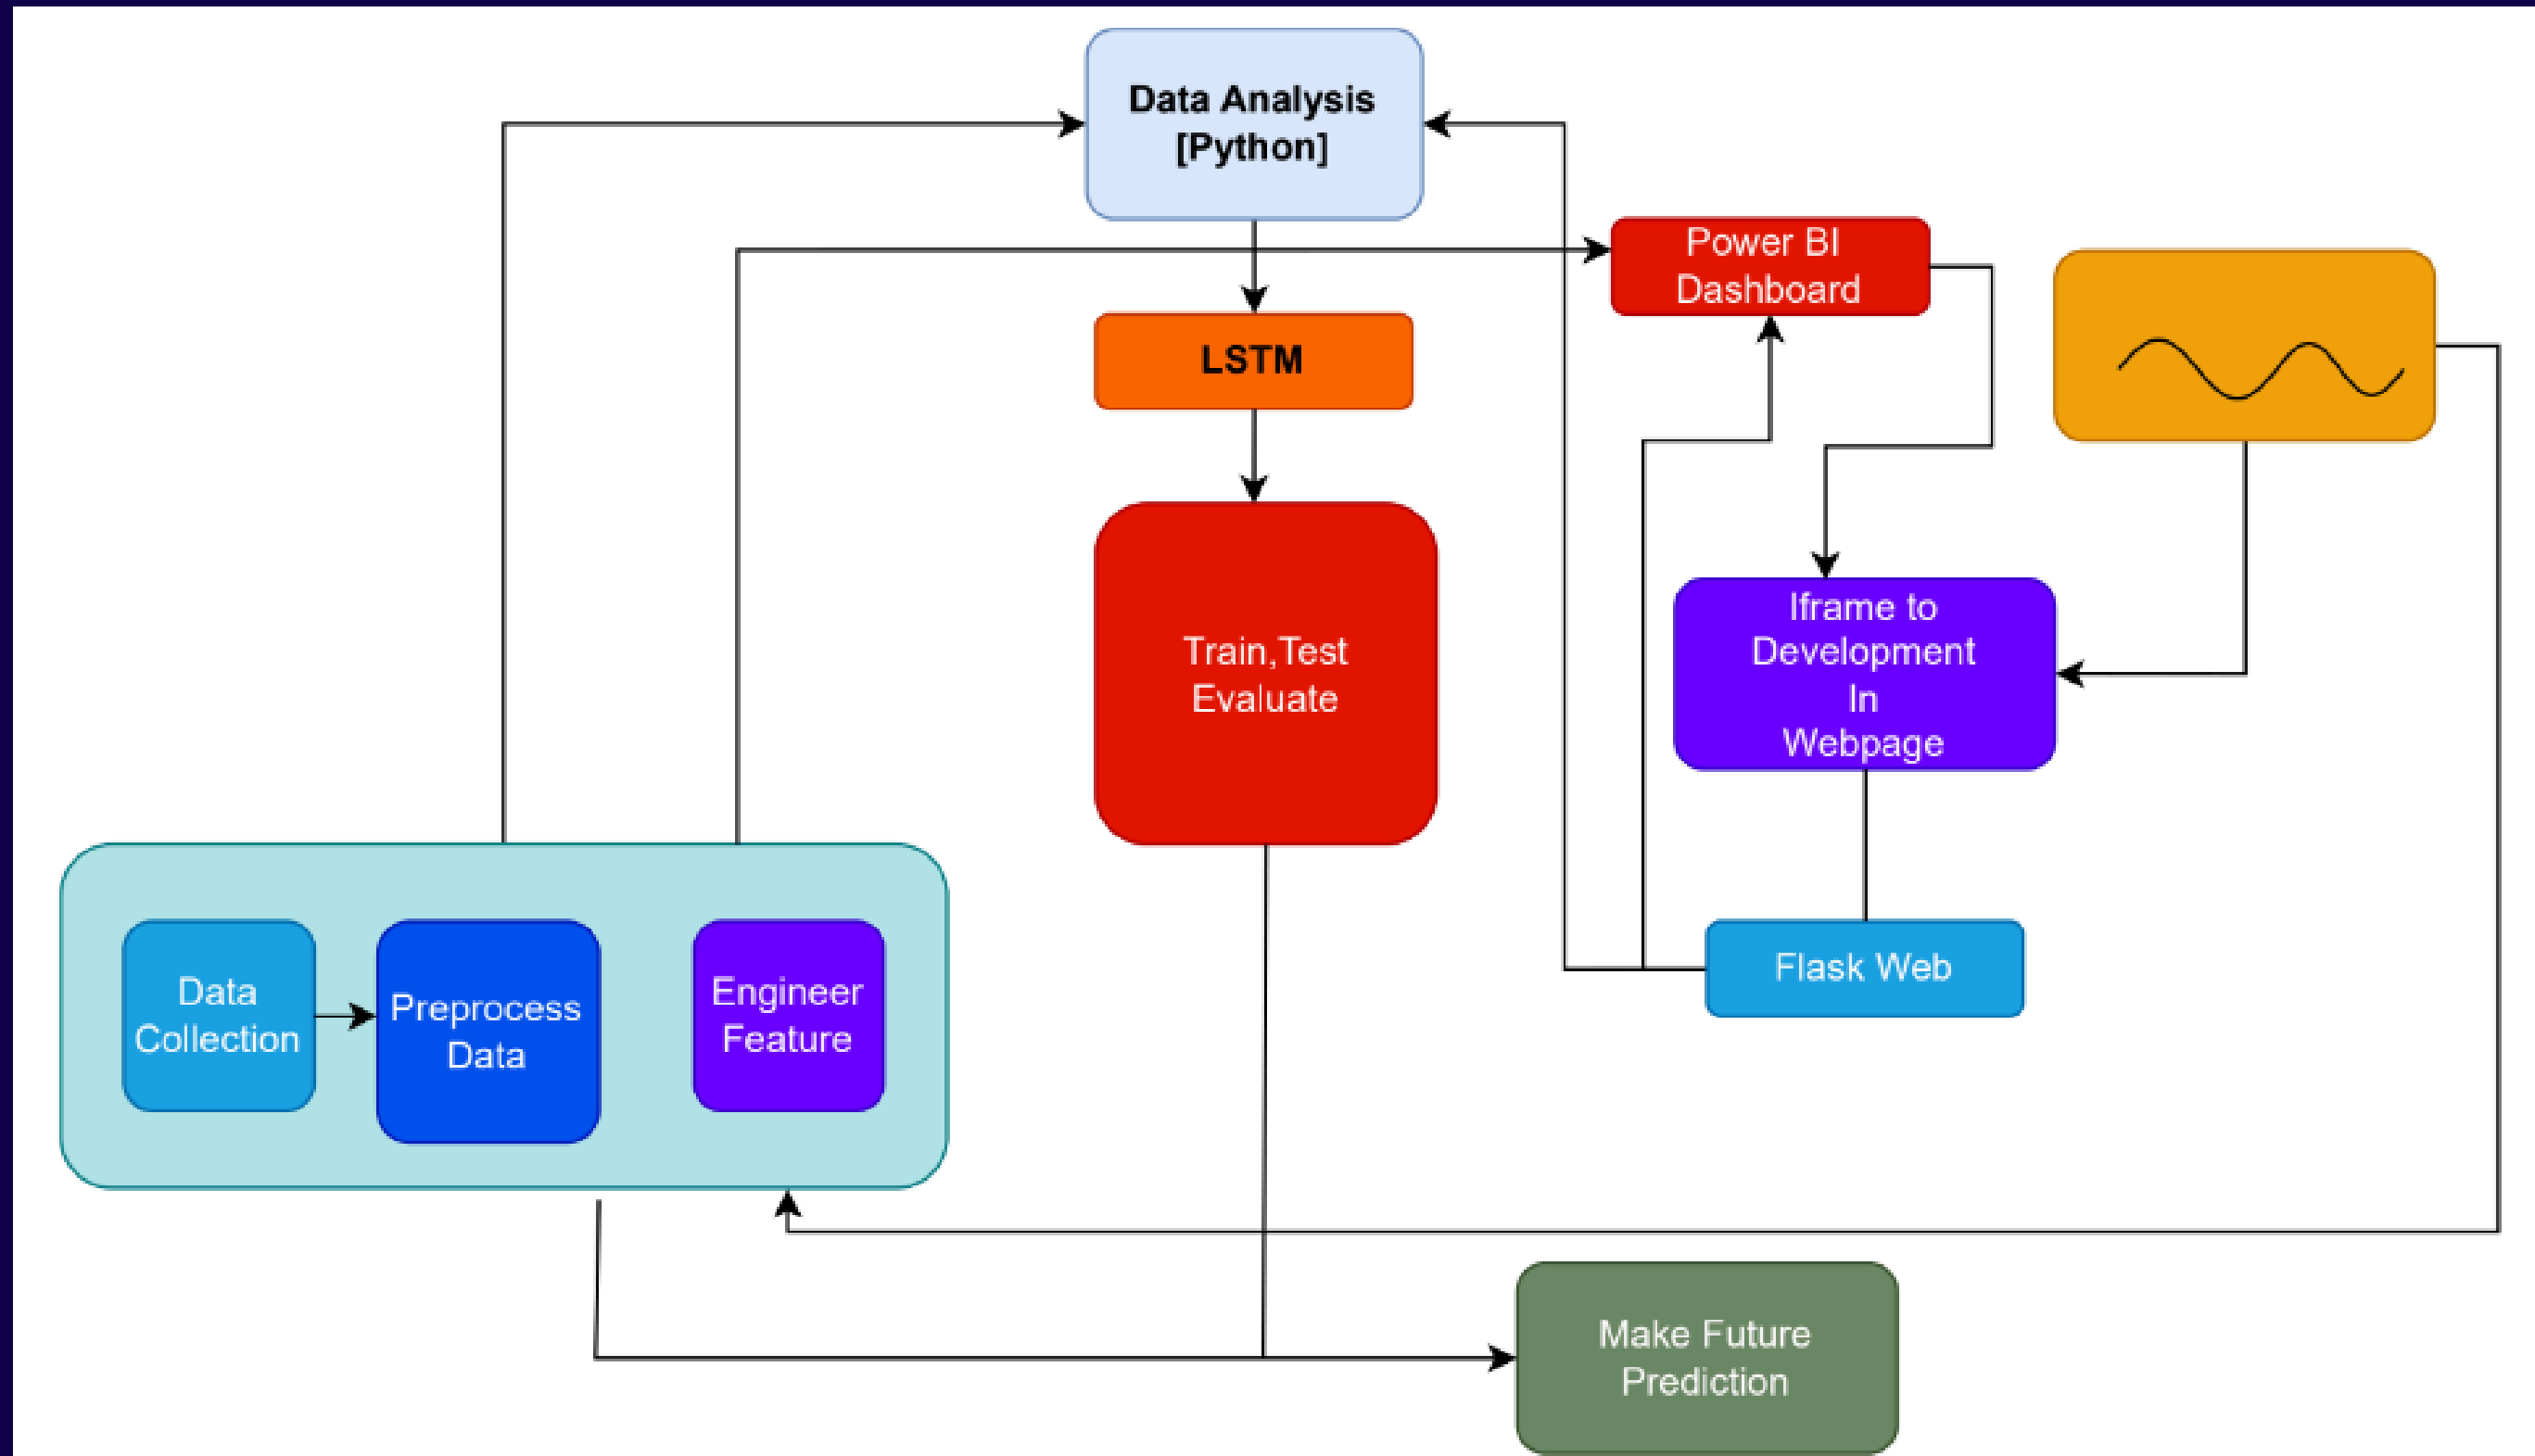 Data Analysis
[Python]
Power BI
Dashboard
LSTM
Train,Test
Evaluate
Iframe to
Development
In
Webpage
Data
Collection
Preprocess
Data
Engineer
Feature
Flask Web
Make Future
Prediction